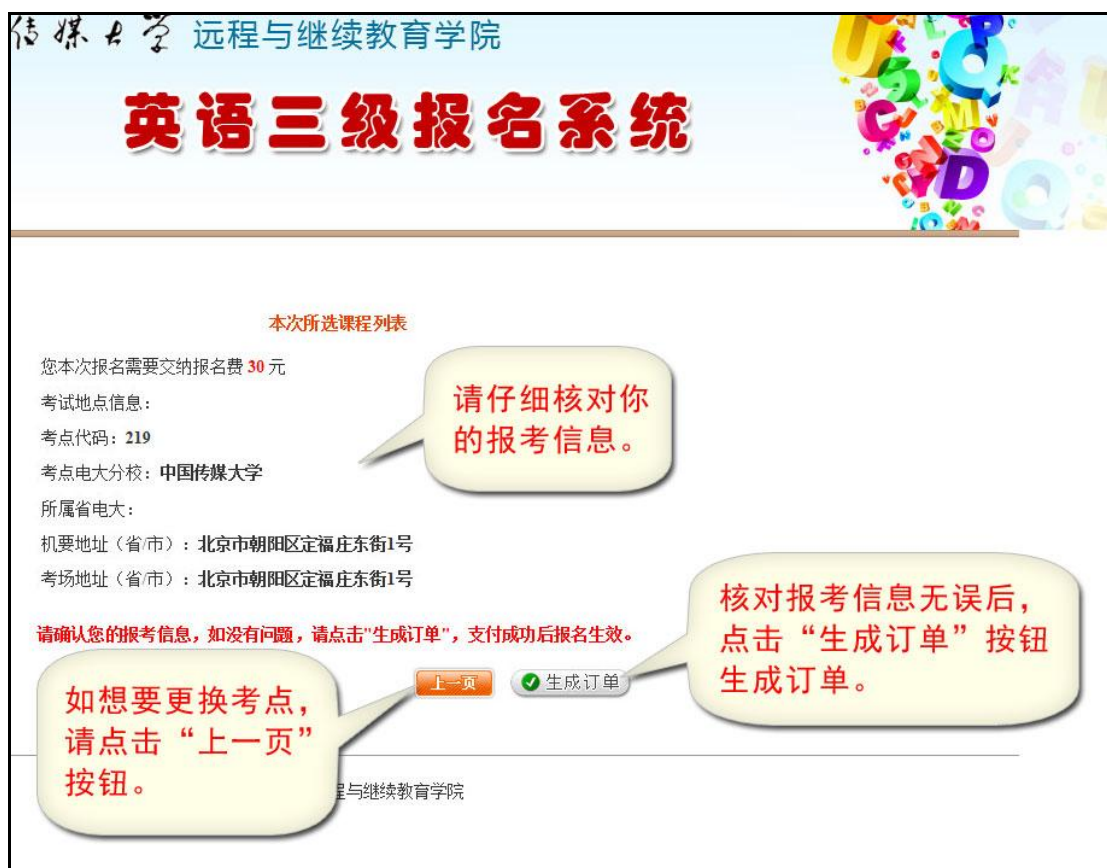 传媒大学 远程与继续教育学院
英语三级报名系统
本次所选课程列表
您本次报名需要交纳报名费 30 元
考试地点信息：
考点代码：219
考点电大分校：中国传媒大学
所属省电大：
机要地址（省/市）：北京市朝阳区定福庄东街1号
考场地址（省/市）：北京市朝阳区定福庄东街1号
请仔细核对你
的报考信息。
请确认您的报考信息，如没有问题，请点击"生成订单"，支付成功后报名生效。
上一页 生成订单
核对报考信息无误后，
点击“生成订单”按钮
生成订单。
如想要更换考点，
请点击“上一页”
按钮。
程与继续教育学院